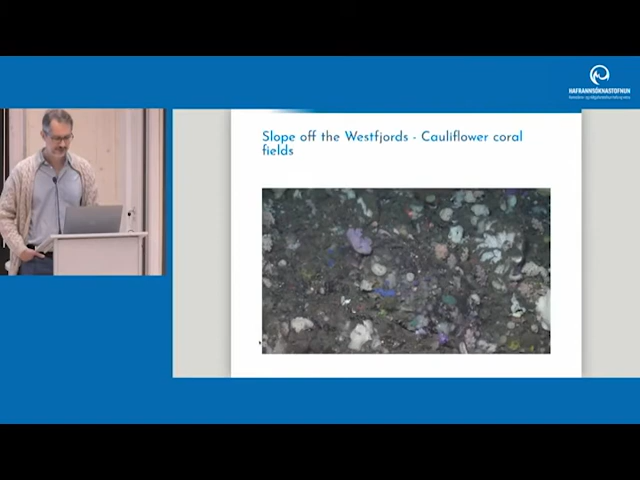 HAFRANNSÓKNASTOFNUN
Slope off the Westfjords - Cauliflower coral
fields